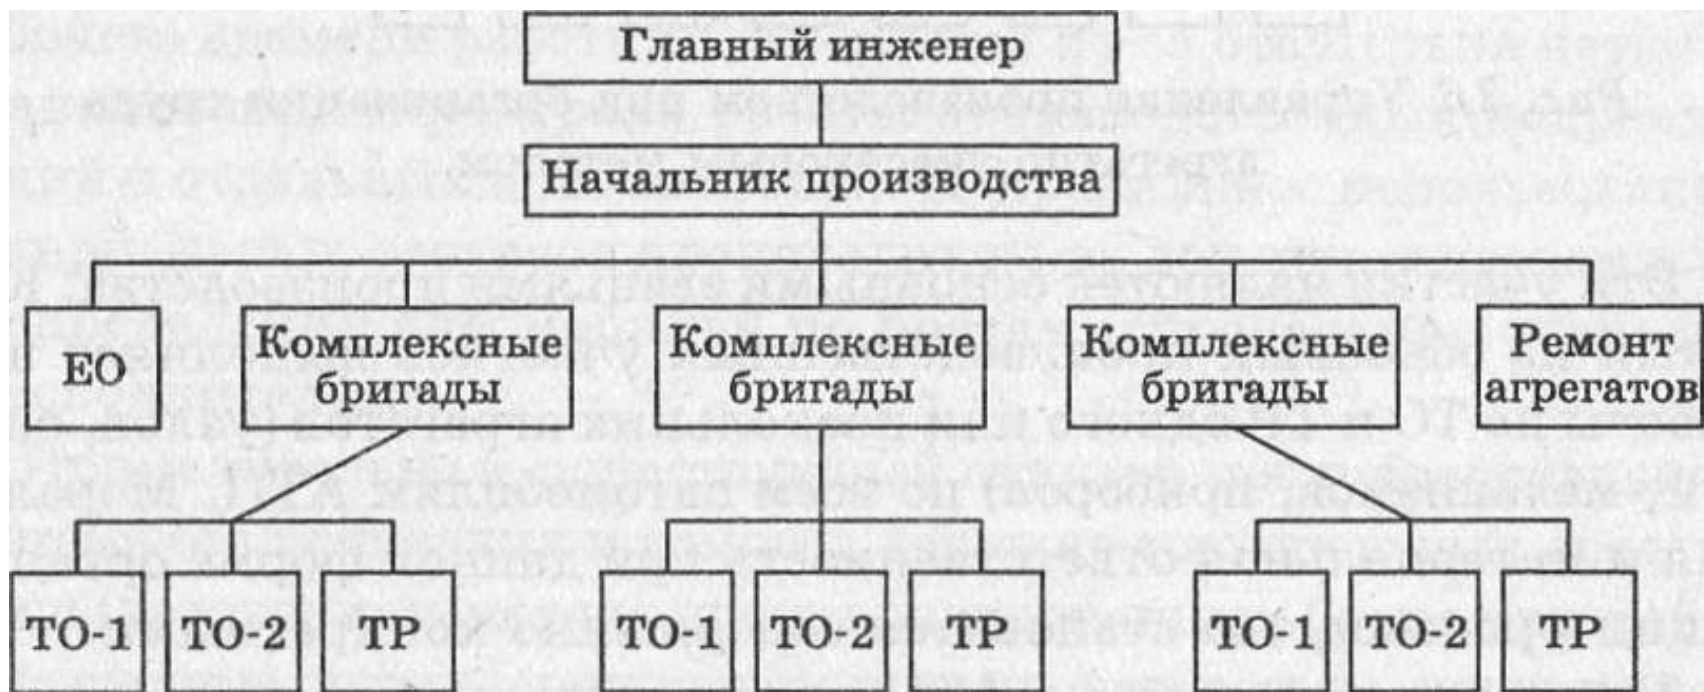 Главный инженер
Начальник производства
ЕО
Комплексные
бригады
Комплексные
бригады
Комплексные
бригады
Ремонт
агрегатов
ТО-1
ТО-2
ТР
ТО-1
ТО-2
ТР
ТО-1
ТО-2
ТР